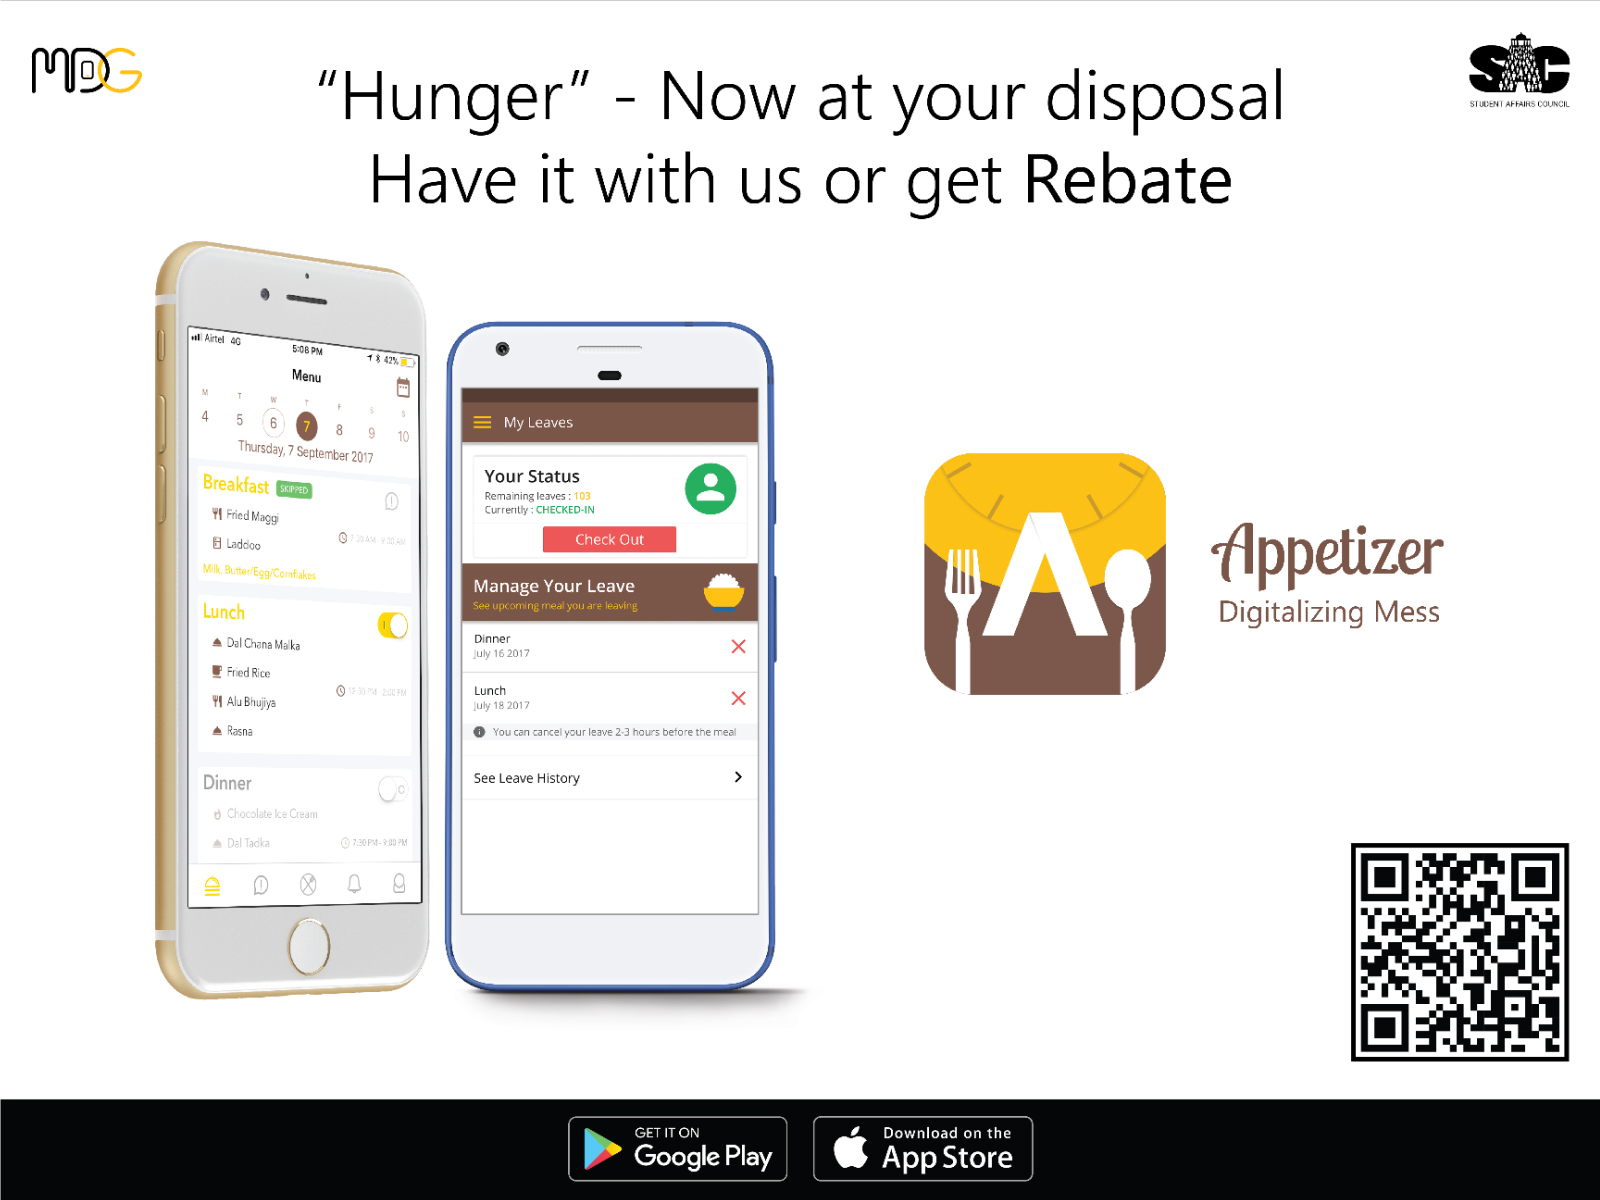 MDG
SAC
STUDENT AFFAIRS COUNCIL
“Hunger” - Now at your disposal
Have it with us or get Rebate
Airtel 4G 5:08 PM 42%
Menu
M T W T F S S
4 5 6 7 8 9 10
Thursday, 7 September 2017
Breakfast SKIPPED
Fried Maggi
7:30 AM - 9:30 AM
Laddoo
Milk, Butter/Egg/Cornflakes
Lunch
Dal Chana Malka
Fried Rice
12:30 PM - 2:00 PM
Alu Bhujiya
Rasna
Dinner
Chocolate Ice Cream
Dal Tadka
7:30 PM - 9:00 PM
My Leaves
Your Status
Remaining leaves : 103
Currently : CHECKED-IN
Check Out
Manage Your Leave
See upcoming meal you are leaving
Dinner
July 16 2017
Lunch
July 18 2017
You can cancel your leave 2-3 hours before the meal
See Leave History
Appetizer
Digitalizing Mess
GET IT ON
Google Play
Download on the
App Store